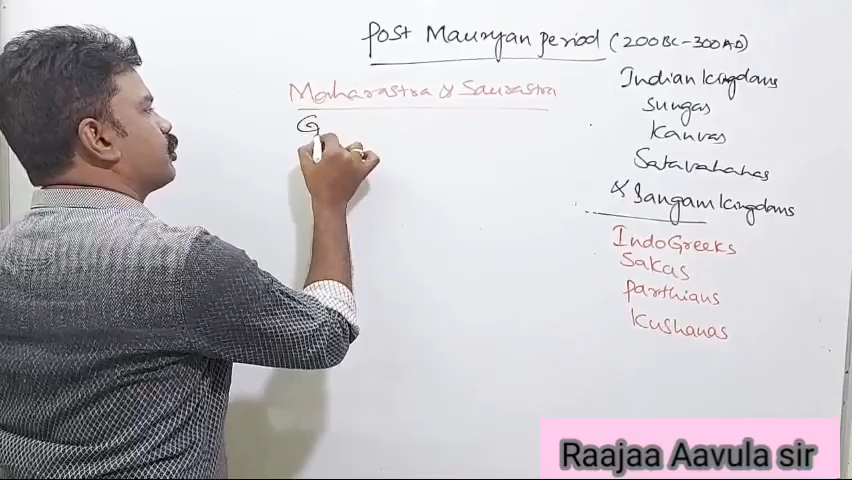 Post Mauryan period (200BC-300AD)
Maharastra & Saurastra
G
Indian kingdoms
Sungas
Kanvas
Satavahanas
& Sangam kingdoms
IndoGreeks
Sakas
Parthians
Kushanas
Raajaa Aavula sir